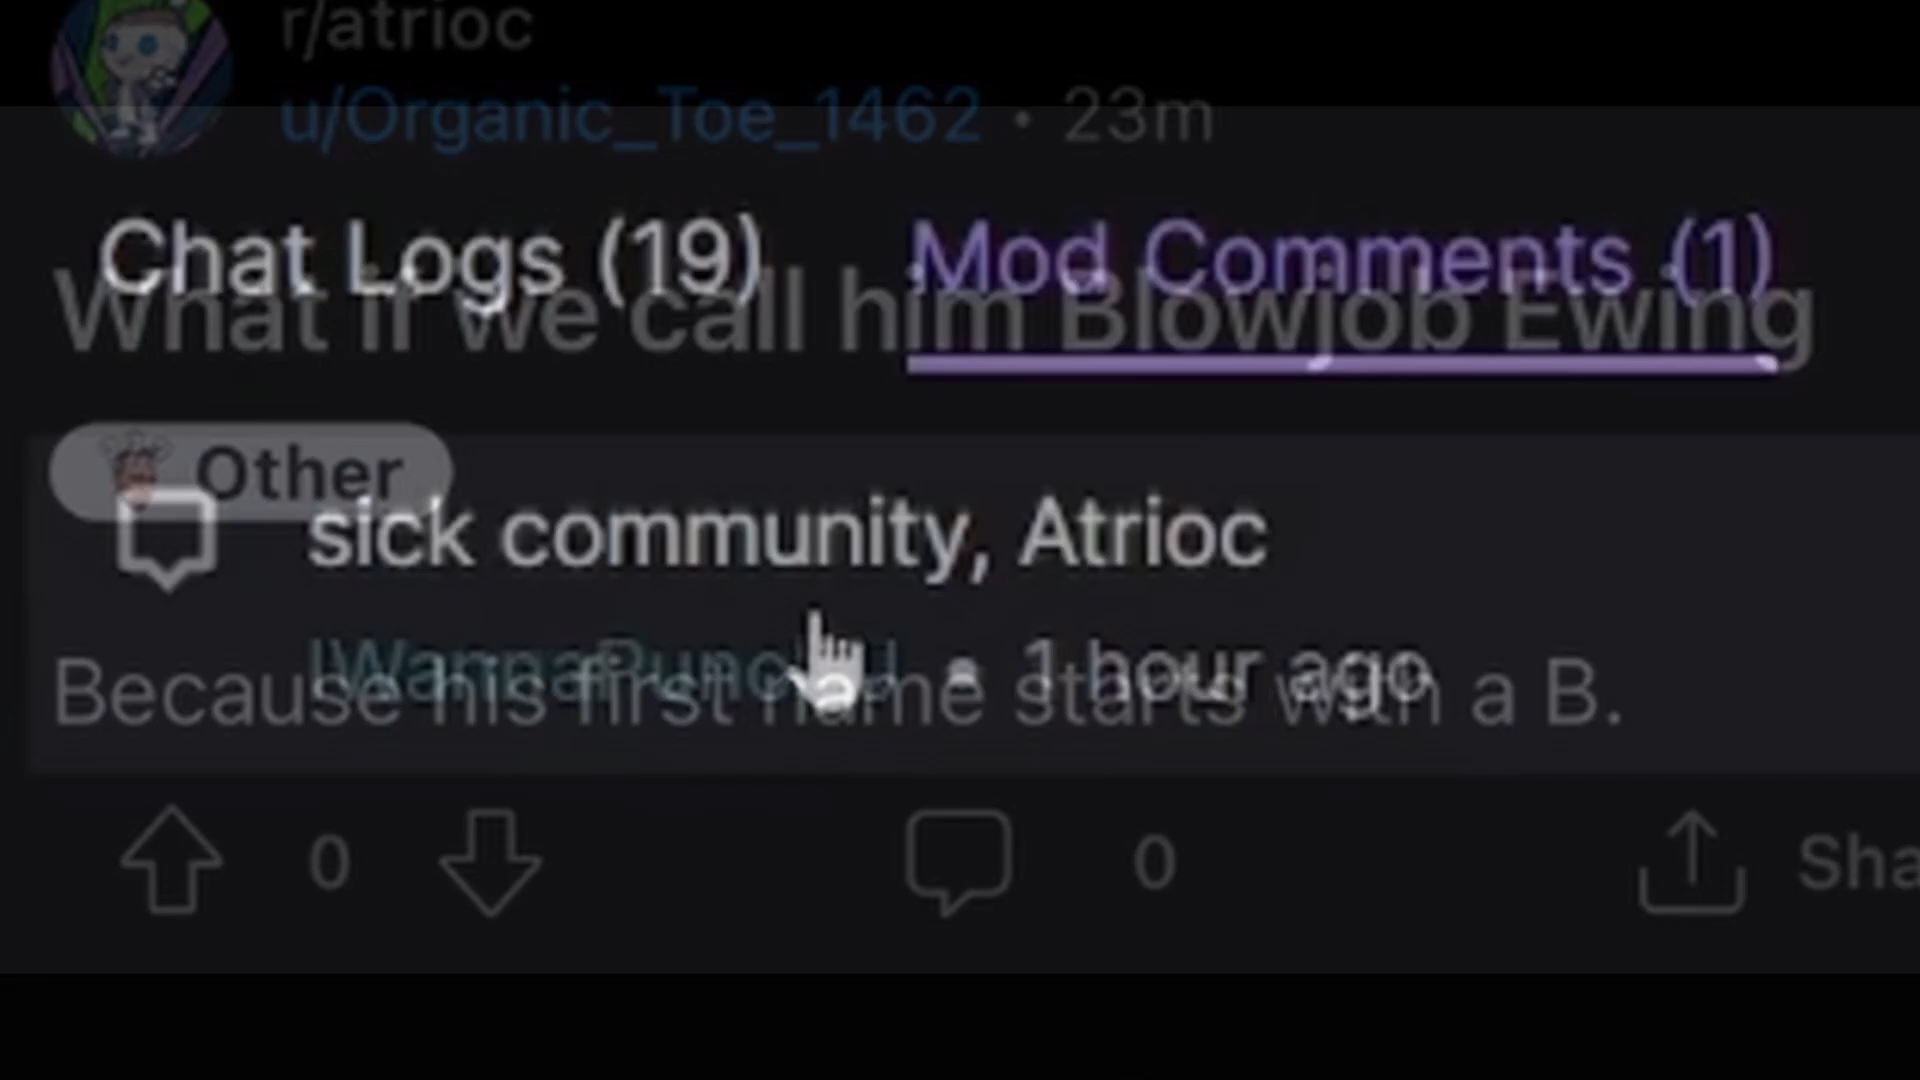 r/atrioc
u/Organic_Toe_1462 • 23m
Chat Logs (19) Mod Comments (1)
What if we call him Blowjob Ewing
Other
sick community, Atrioc
• 1 hour ago
Because his first name starts with a B.
0 0 Sha